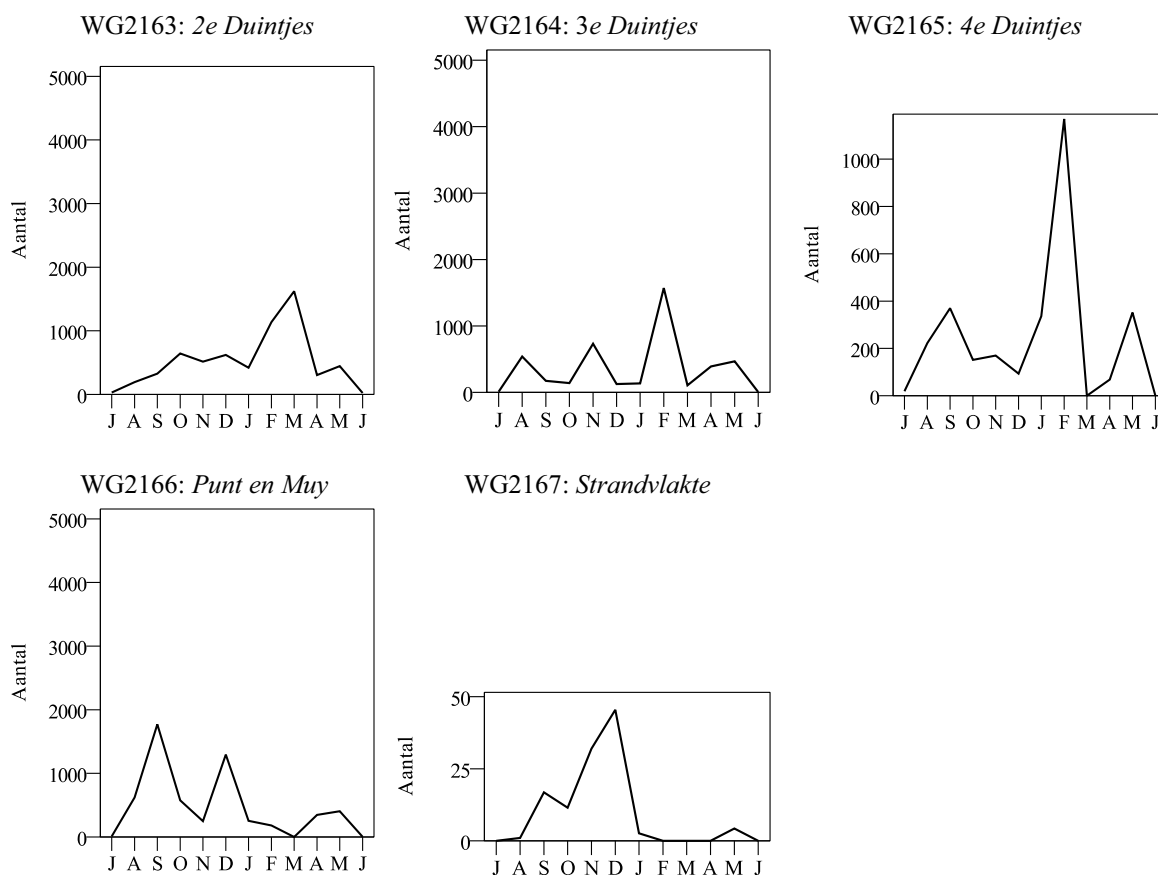 WG2163: 2e Duintjes
5000
4000
3000
2000
1000
0
Aantal
J A S O N D J F M A M J
WG2164: 3e Duintjes
5000
4000
3000
2000
1000
0
Aantal
J A S O N D J F M A M J
WG2165: 4e Duintjes
1000
800
600
400
200
0
Aantal
J A S O N D J F M A M J
WG2166: Punt en Muy
5000
4000
3000
2000
1000
0
Aantal
J A S O N D J F M A M J
WG2167: Strandvlakte
50
25
0
Aantal
J A S O N D J F M A M J